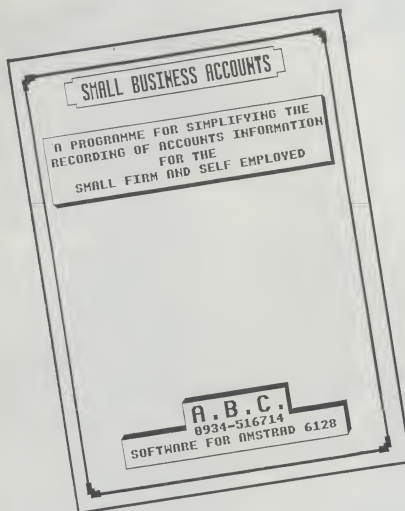 SMALL BUSINESS ACCOUNTS
A PROGRAMME FOR SIMPLIFYING THE
RECORDING OF ACCOUNTS INFORMATION
FOR THE
SMALL FIRM AND SELF EMPLOYED
A.B.C.
0934-516714
SOFTWARE FOR AMSTRAD 6128